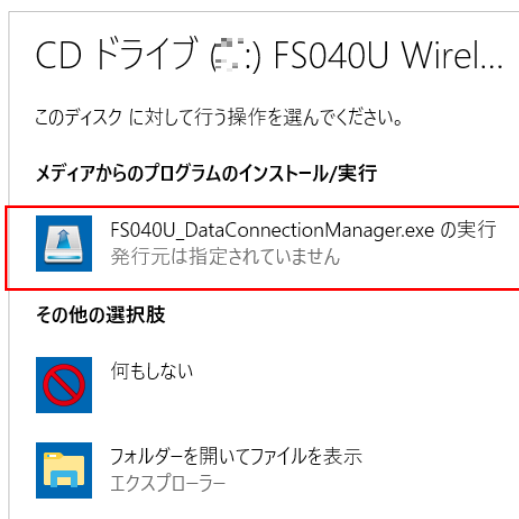 CD ドライブ ( :) FS040U Wirel...
このディスク に対して行う操作を選んでください。
メディアからのプログラムのインストール/実行
FS040U_DataConnectionManager.exe の実行
発行元は指定されていません
その他の選択肢
何もしない
フォルダーを開いてファイルを表示
エクスプローラー